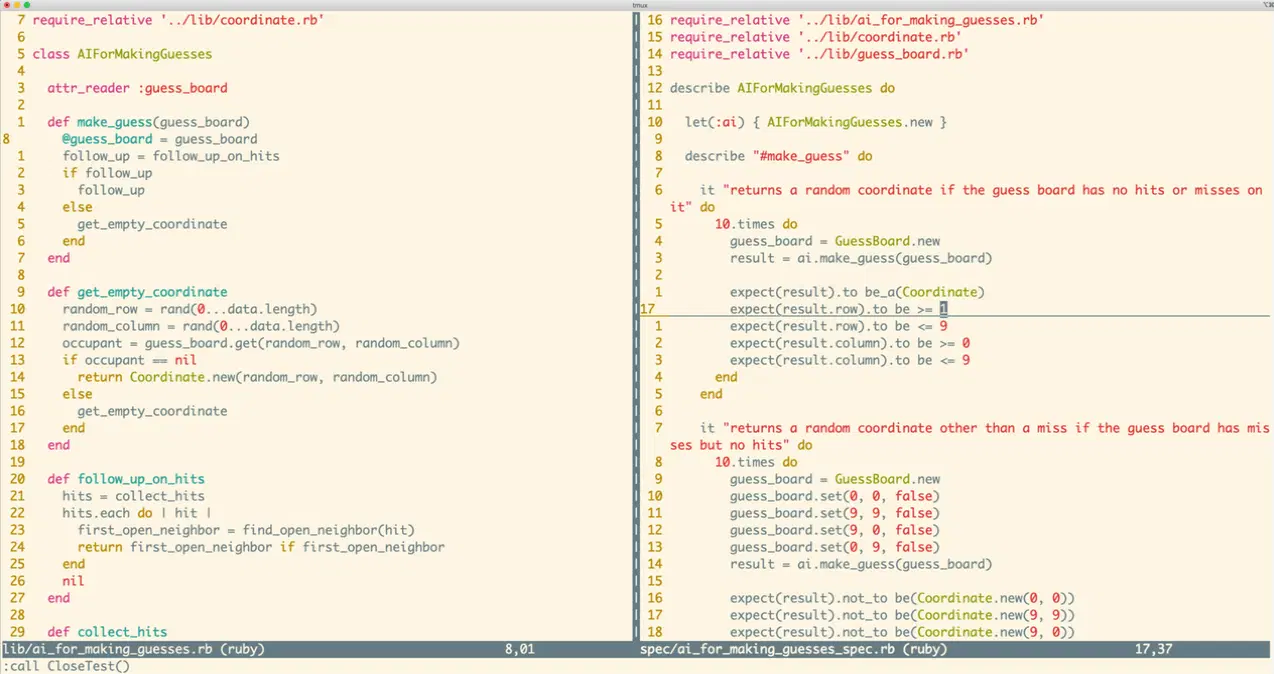 tmux
7 require_relative '../lib/coordinate.rb'
6
5 class AIForMakingGuesses
4
3   attr_reader :guess_board
2
1   def make_guess(guess_board)
8     @guess_board = guess_board
1     follow_up = follow_up_on_hits
2     if follow_up
3       follow_up
4     else
5       get_empty_coordinate
6     end
7   end
8
9   def get_empty_coordinate
10     random_row = rand(0...data.length)
11     random_column = rand(0...data.length)
12     occupant = guess_board.get(random_row, random_column)
13     if occupant == nil
14       return Coordinate.new(random_row, random_column)
15     else
16       get_empty_coordinate
17     end
18   end
19
20   def follow_up_on_hits
21     hits = collect_hits
22     hits.each do | hit |
23       first_open_neighbor = find_open_neighbor(hit)
24       return first_open_neighbor if first_open_neighbor
25     end
26     nil
27   end
28
29   def collect_hits
lib/ai_for_making_guesses.rb (ruby) 8,01
:call CloseTest()
16 require_relative '../lib/ai_for_making_guesses.rb'
15 require_relative '../lib/coordinate.rb'
14 require_relative '../lib/guess_board.rb'
13
12 describe AIForMakingGuesses do
11
10   let(:ai) { AIForMakingGuesses.new }
9
8   describe "#make_guess" do
7
6     it "returns a random coordinate if the guess board has no hits or misses on
it" do
5       10.times do
4         guess_board = GuessBoard.new
3         result = ai.make_guess(guess_board)
2
1         expect(result).to be_a(Coordinate)
17         expect(result.row).to be >= 1
1         expect(result.row).to be <= 9
2         expect(result.column).to be >= 0
3         expect(result.column).to be <= 9
4       end
5     end
6
7     it "returns a random coordinate other than a miss if the guess board has mis
ses but no hits" do
8       10.times do
9         guess_board = GuessBoard.new
10         guess_board.set(0, 0, false)
11         guess_board.set(9, 9, false)
12         guess_board.set(9, 0, false)
13         guess_board.set(0, 9, false)
14         result = ai.make_guess(guess_board)
15
16         expect(result).not_to be(Coordinate.new(0, 0))
17         expect(result).not_to be(Coordinate.new(9, 9))
18         expect(result).not_to be(Coordinate.new(9, 0))
spec/ai_for_making_guesses_spec.rb (ruby) 17,37